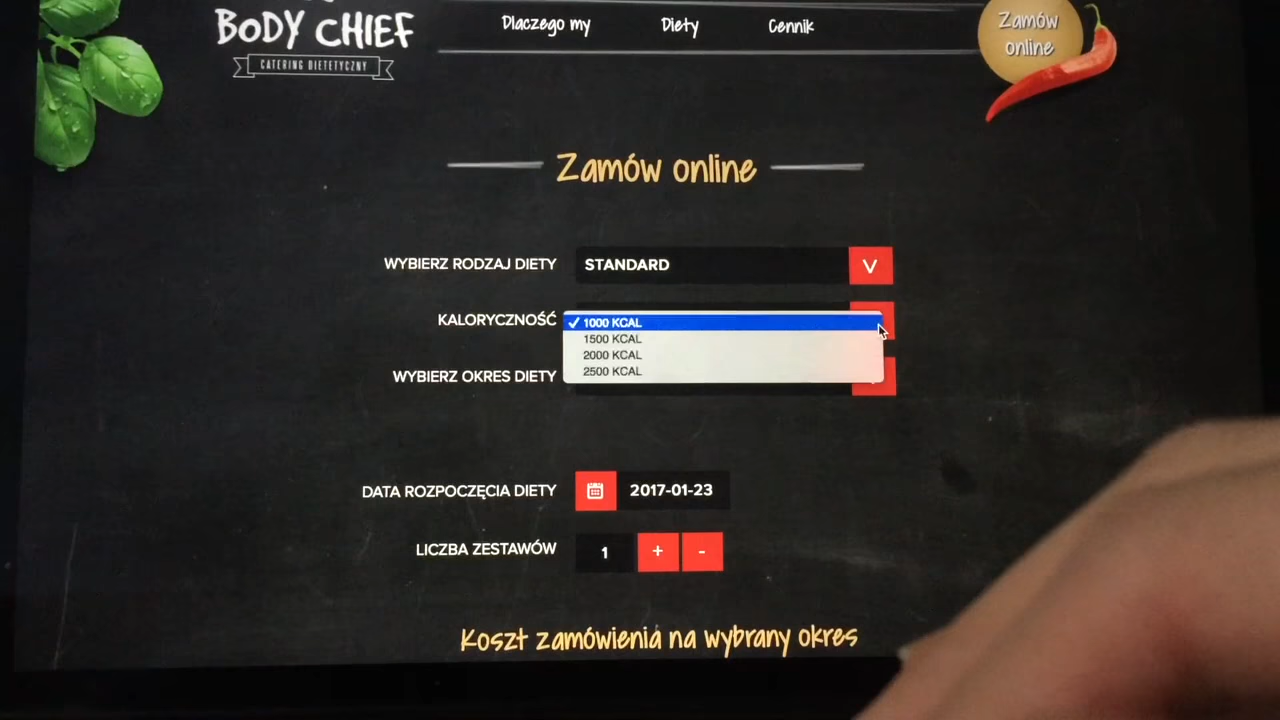 BODY CHIEF
CATERING DIETETYCZNY
Dlaczego my
Diety
Cennik
Zamów
online
Zamów online
WYBIERZ RODZAJ DIETY
STANDARD
V
KALORYCZNOŚĆ
✓ 1000 KCAL
1500 KCAL
2000 KCAL
2500 KCAL
WYBIERZ OKRES DIETY
DATA ROZPOCZĘCIA DIETY
2017-01-23
LICZBA ZESTAWÓW
1
+
-
Koszt zamówienia na wybrany okres